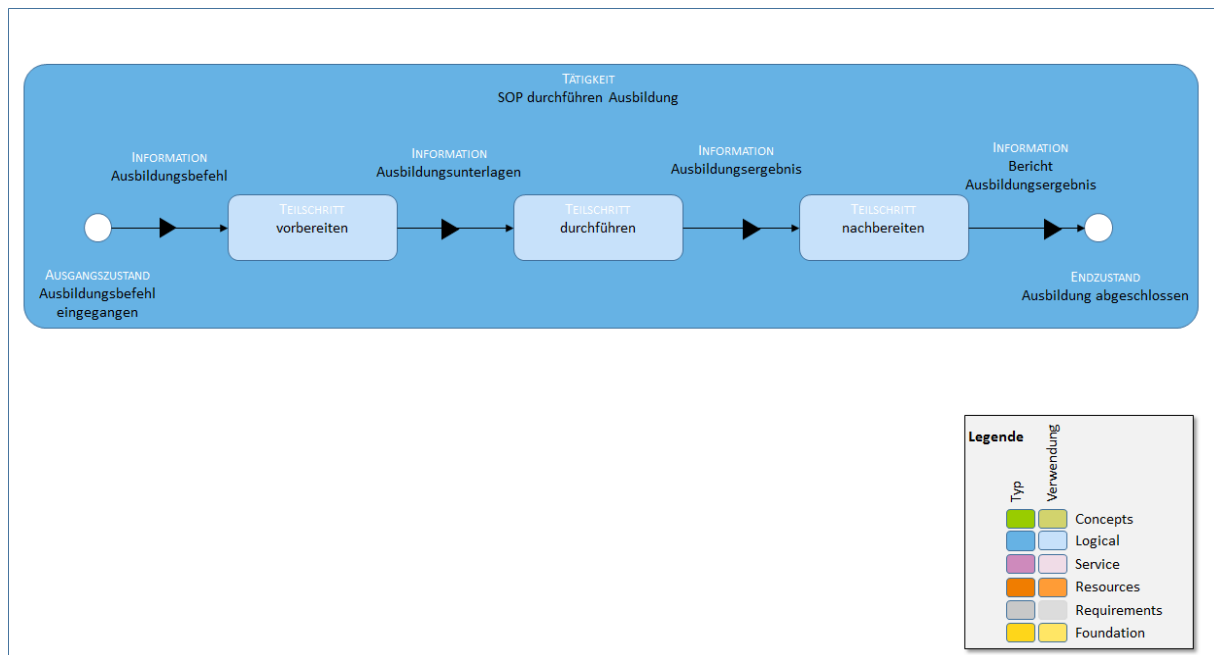 TÄTIGKEIT
SOP durchführen Ausbildung
INFORMATION
Ausbildungsbefehl
INFORMATION
Ausbildungsunterlagen
INFORMATION
Ausbildungsergebnis
INFORMATION
Bericht
Ausbildungsergebnis
TEILSCHRITT
vorbereiten
TEILSCHRITT
durchführen
TEILSCHRITT
nachbereiten
AUSGANGSZUSTAND
Ausbildungsbefehl
eingegangen
ENDZUSTAND
Ausbildung abgeschlossen
Legende
Typ
Verwendung
Concepts
Logical
Service
Resources
Requirements
Foundation